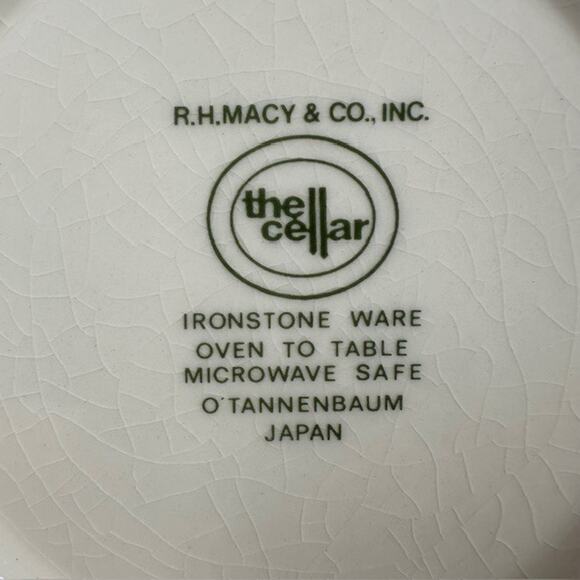 R.H.MACY & CO., INC.
the
cellar
IRONSTONE WARE
OVEN TO TABLE
MICROWAVE SAFE
O'TANNENBAUM
JAPAN